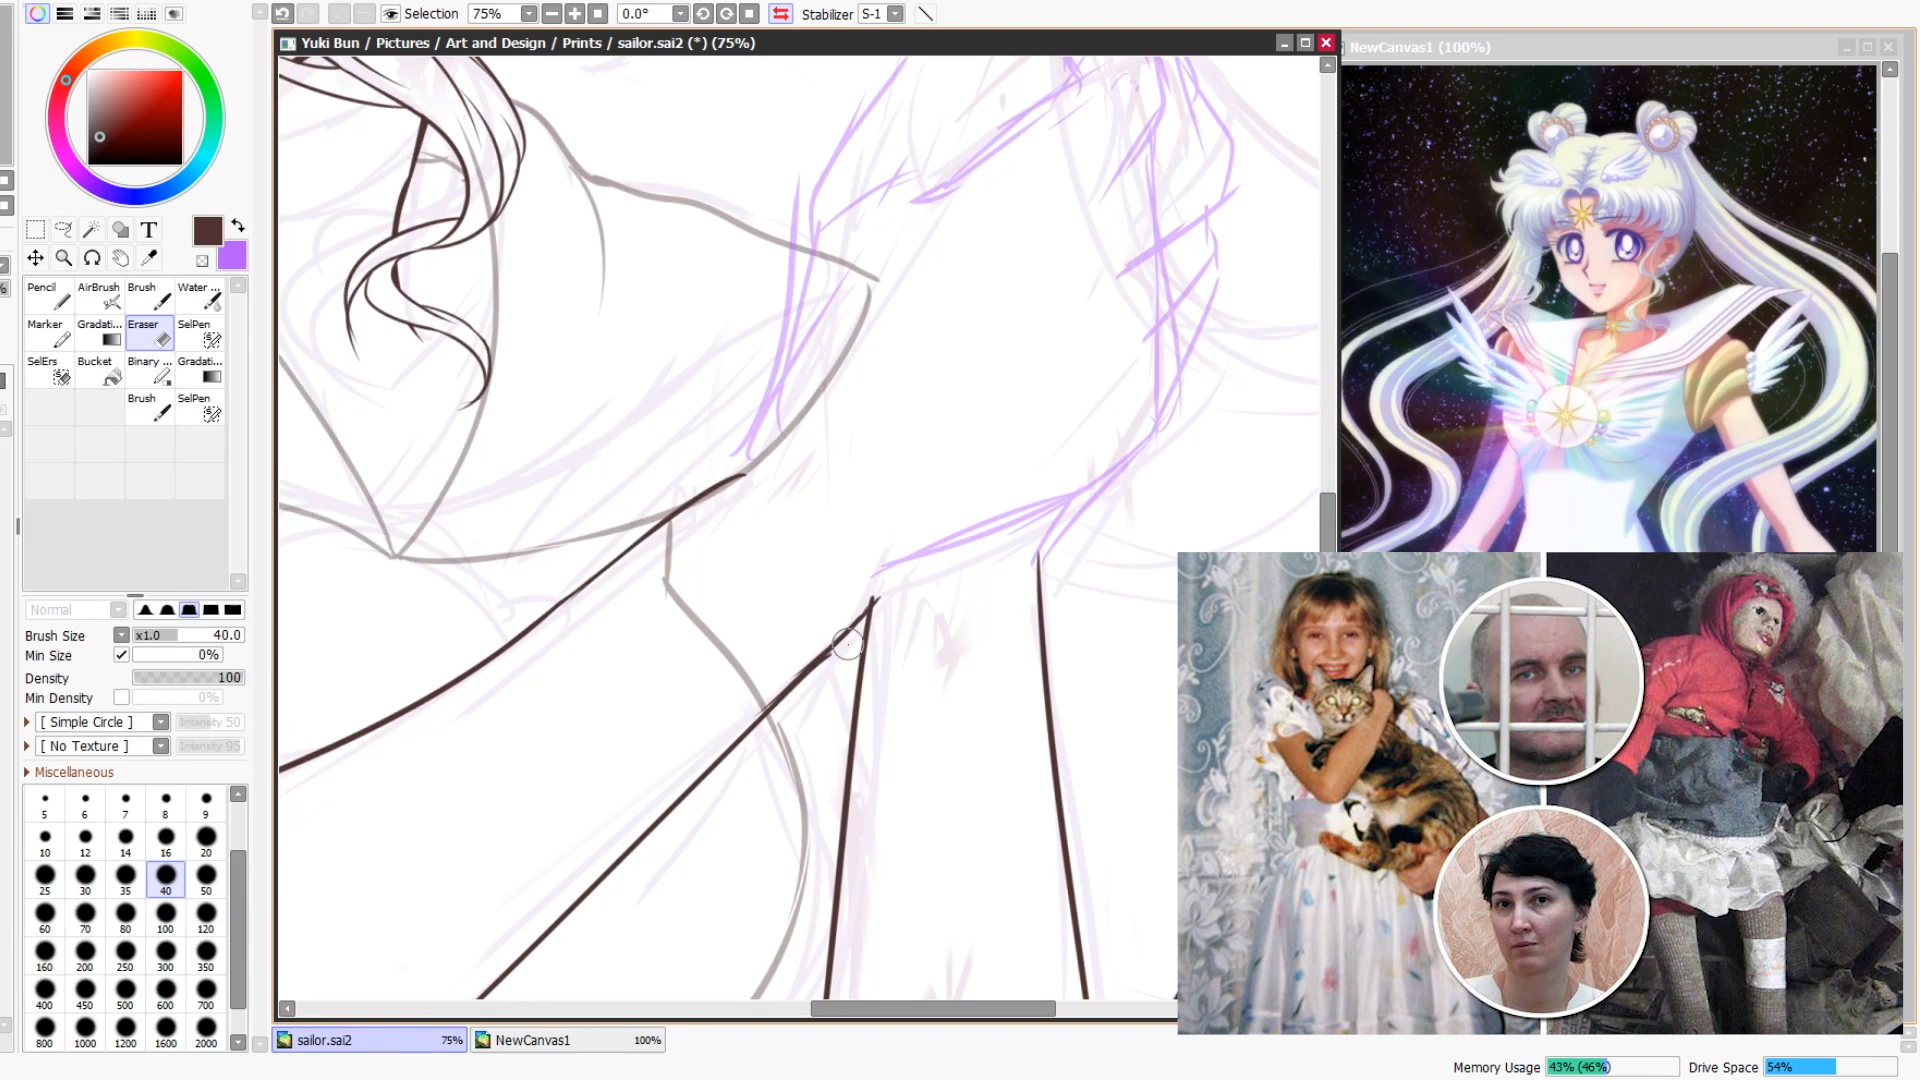 Selection 75% 0.0° Stabilizer S-1
Yuki Bun / Pictures / Art and Design / Prints / sailor.sai2 (*) (75%)
NewCanvas1 (100%)
T
Pencil AirBrush Brush Water ...
Marker Gradati... Eraser SelPen
SelErs Bucket Binary ... Gradati...
Brush SelPen
Normal
Brush Size x1.0 40.0
Min Size 0%
Density 100
Min Density 0%
[ Simple Circle ] Intensity 50
[ No Texture ] Intensity 95
Miscellaneous
5 6 7 8 9
10 12 14 16 20
25 30 35 40 50
60 70 80 100 120
160 200 250 300 350
400 450 500 600 700
800 1000 1200 1600 2000
sailor.sai2 75% NewCanvas1 100%
Memory Usage 43% (46%) Drive Space 54%